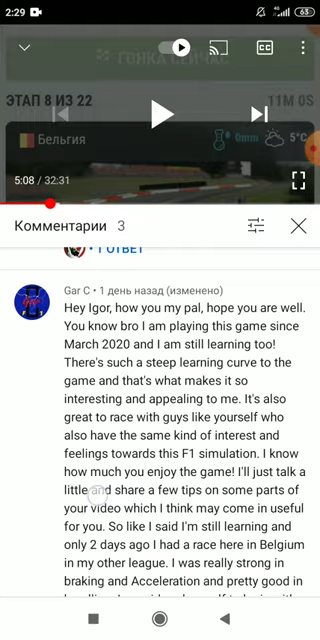 2:29
63
ГОНКА СЕЙЧАС
CC
ЭТАП 8 ИЗ 22
11M 0S
Бельгия
0mm
5°C
5:08 / 32:31
Комментарии 3
1 ОТВЕТ
Gar C • 1 день назад (изменено)
Hey Igor, how you my pal, hope you are well.
You know bro I am playing this game since
March 2020 and I am still learning too!
There's such a steep learning curve to the
game and that's what makes it so
interesting and appealing to me. It's also
great to race with guys like yourself who
also have the same kind of interest and
feelings towards this F1 simulation. I know
how much you enjoy the game! I'll just talk a
little and share a few tips on some parts of
your video which I think may come in useful
for you. So like I said I'm still learning and
only 2 days ago I had a race here in Belgium
in my other league. I was really strong in
braking and Acceleration and pretty good in